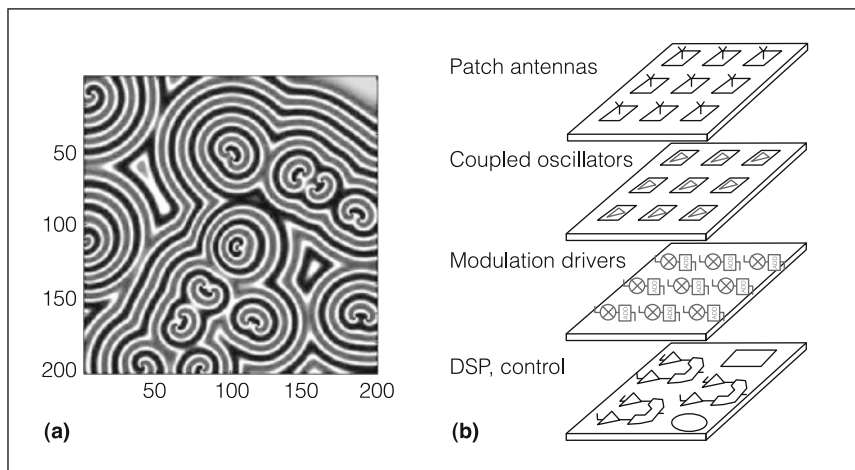 50
100
150
200
50 100 150 200
(a)
Patch antennas
Coupled oscillators
Modulation drivers
DSP, control
(b)